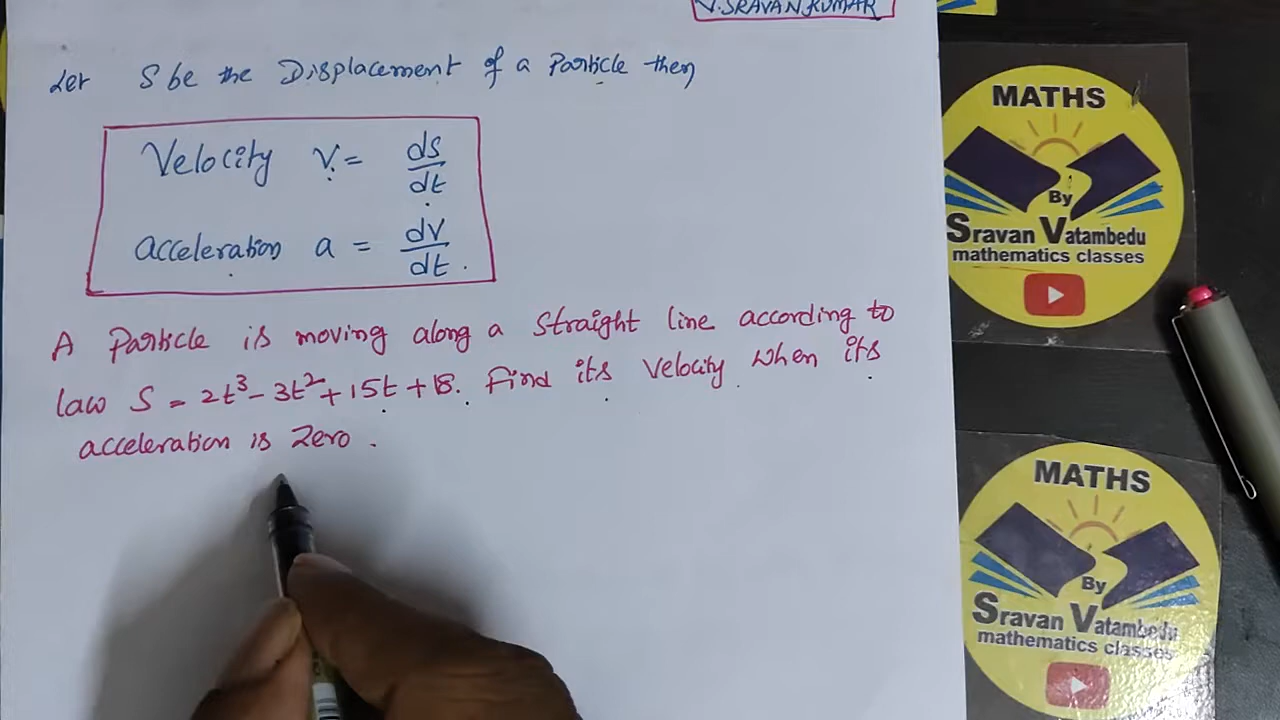 V. SRAVAN KUMAR
Let S be the Displacement of a Particle then
Velocity V = ds/dt
acceleration a = dv/dt.
A Particle is moving along a straight line according to
law S = 2t³ - 3t² + 15t + 18. Find its velocity when its
acceleration is Zero.
MATHS
By
Sravan Vatambedu
mathematics classes
MATHS
By
Sravan Vatambedu
mathematics classes